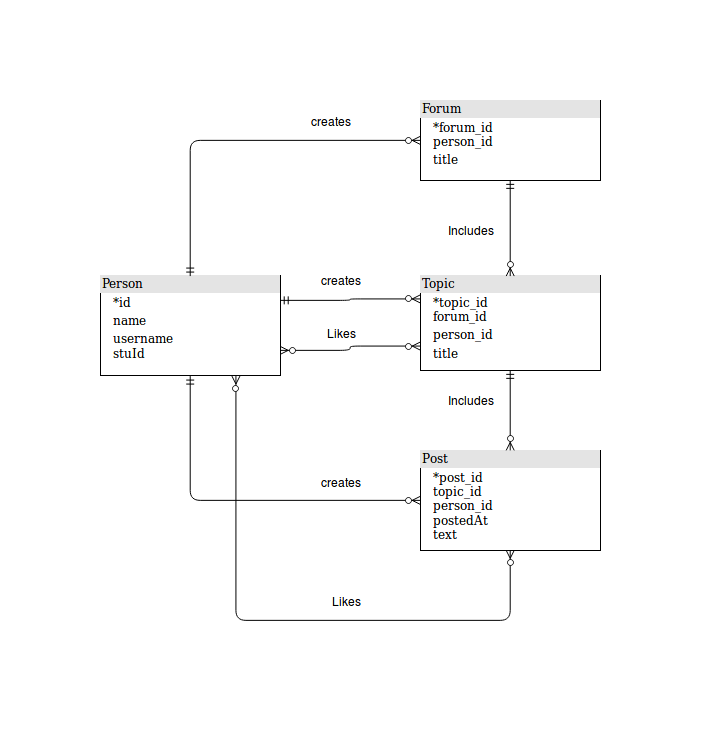 Forum
creates
*forum_id
person_id
title
Includes
Person
creates
Topic
*id
*topic_id
name
forum_id
Likes
person_id
username
stuId
title
Includes
Post
*post_id
creates
topic_id
person_id
postedAt
text
Likes